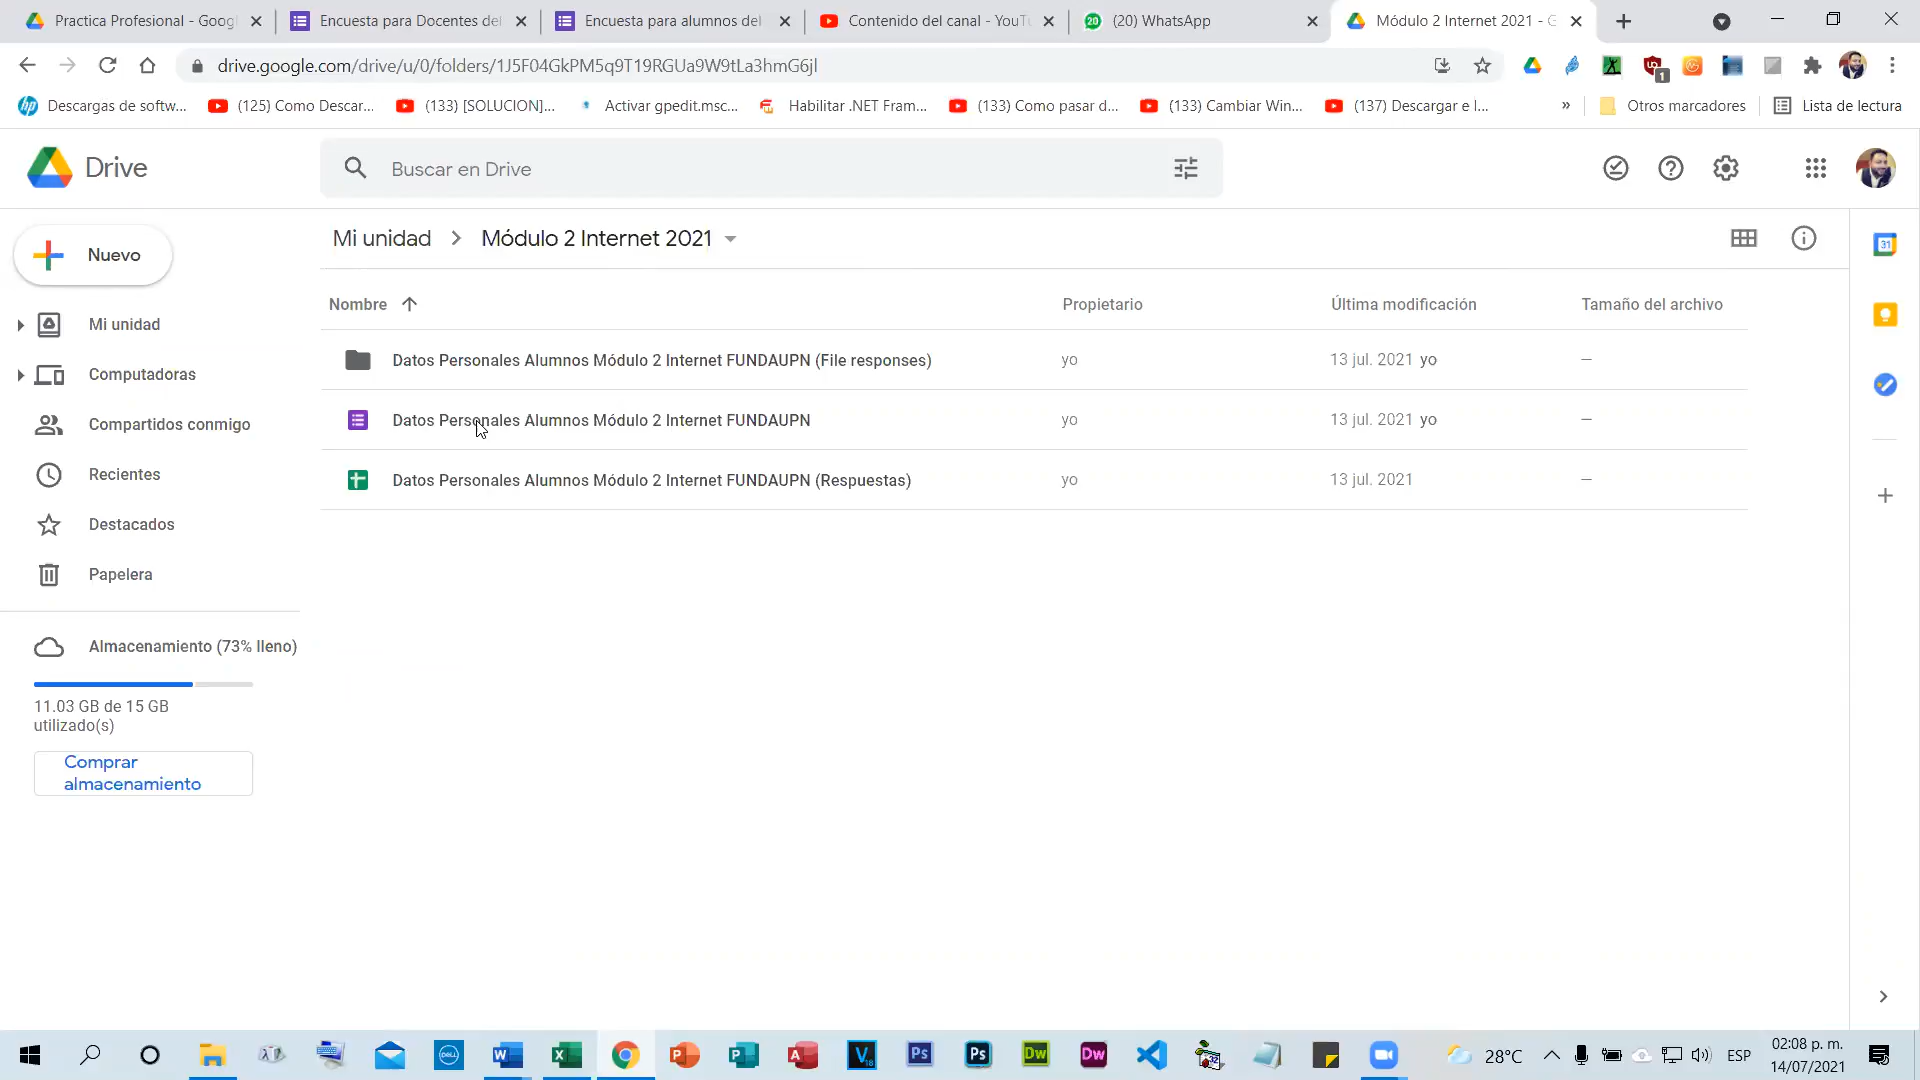 Practica Profesional - Googl
Encuesta para Docentes del
Encuesta para alumnos del
Contenido del canal - YouTu
20 (20) WhatsApp
Módulo 2 Internet 2021 - G
drive.google.com/drive/u/0/folders/1J5F04GkPM5q9T19RGUa9W9tLa3hmG6jl
1
Descargas de softw...
(125) Como Descar...
(133) [SOLUCION]...
Activar gpedit.msc...
Habilitar .NET Fram...
(133) Como pasar d...
(133) Cambiar Win...
(137) Descargar e I...
»
Otros marcadores
Lista de lectura
Drive
Buscar en Drive
Nuevo
Mi unidad > Módulo 2 Internet 2021
31
Nombre Propietario Última modificación Tamaño del archivo
Datos Personales Alumnos Módulo 2 Internet FUNDAUPN (File responses) yo 13 jul. 2021 yo —
Datos Personales Alumnos Módulo 2 Internet FUNDAUPN yo 13 jul. 2021 yo —
Datos Personales Alumnos Módulo 2 Internet FUNDAUPN (Respuestas) yo 13 jul. 2021 —
Mi unidad
Computadoras
Compartidos conmigo
Recientes
Destacados
Papelera
Almacenamiento (73% lleno)
11.03 GB de 15 GB
utilizado(s)
Comprar
almacenamiento
28°C
ESP
02:08 p. m.
14/07/2021